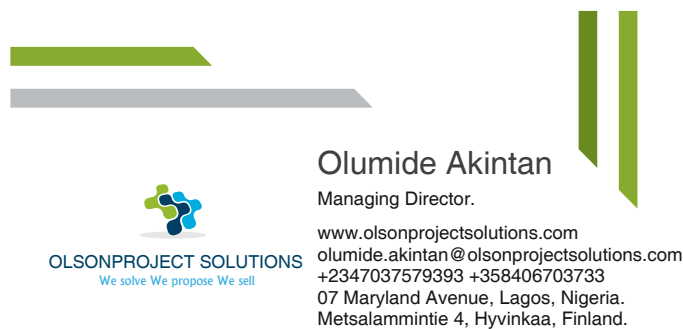 Olumide Akintan
Managing Director.
www.olsonprojectsolutions.com
olumide.akintan@olsonprojectsolutions.com
+2347037579393 +358406703733
07 Maryland Avenue, Lagos, Nigeria.
Metsalammintie 4, Hyvinkaa, Finland.
OLSONPROJECT SOLUTIONS
We solve We propose We sell